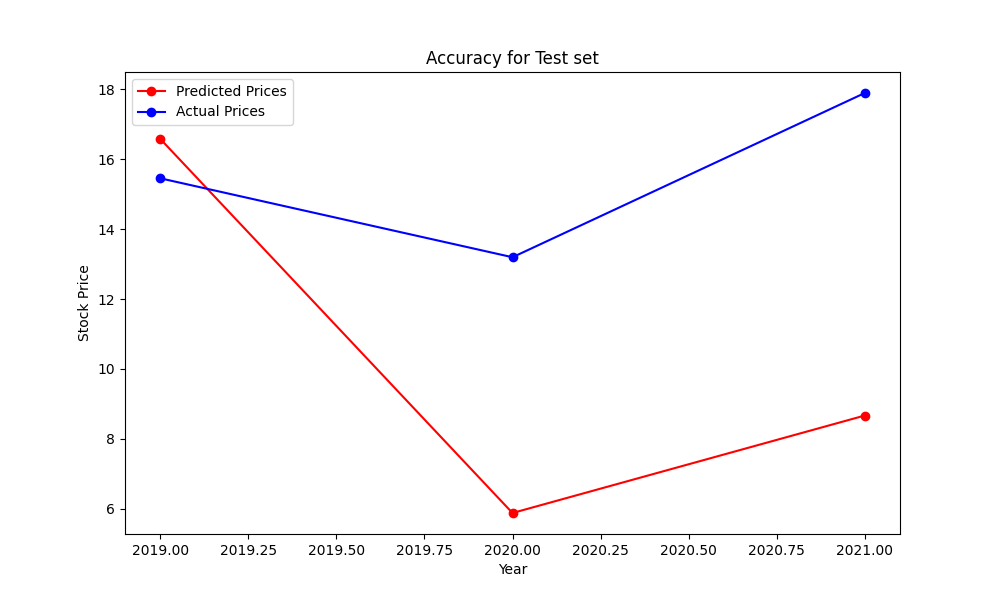 Accuracy for Test set
Predicted Prices
Actual Prices
Stock Price
18
16
14
12
10
8
6
2019.00 2019.25 2019.50 2019.75 2020.00 2020.25 2020.50 2020.75 2021.00
Year